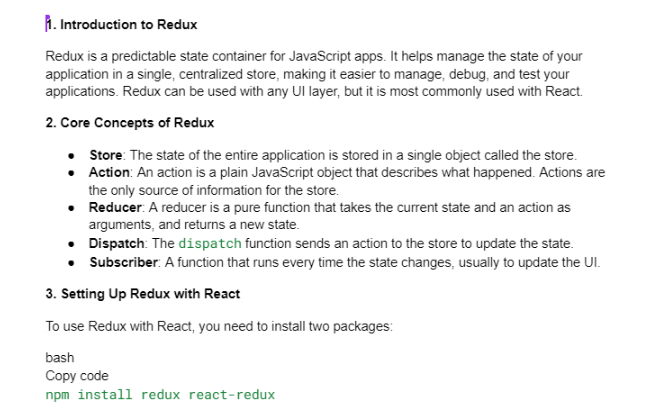 1. Introduction to Redux
Redux is a predictable state container for JavaScript apps. It helps manage the state of your
application in a single, centralized store, making it easier to manage, debug, and test your
applications. Redux can be used with any UI layer, but it is most commonly used with React.
2. Core Concepts of Redux
● Store: The state of the entire application is stored in a single object called the store.
● Action: An action is a plain JavaScript object that describes what happened. Actions are
the only source of information for the store.
● Reducer: A reducer is a pure function that takes the current state and an action as
arguments, and returns a new state.
● Dispatch: The dispatch function sends an action to the store to update the state.
● Subscriber: A function that runs every time the state changes, usually to update the UI.
3. Setting Up Redux with React
To use Redux with React, you need to install two packages:
bash
Copy code
npm install redux react-redux